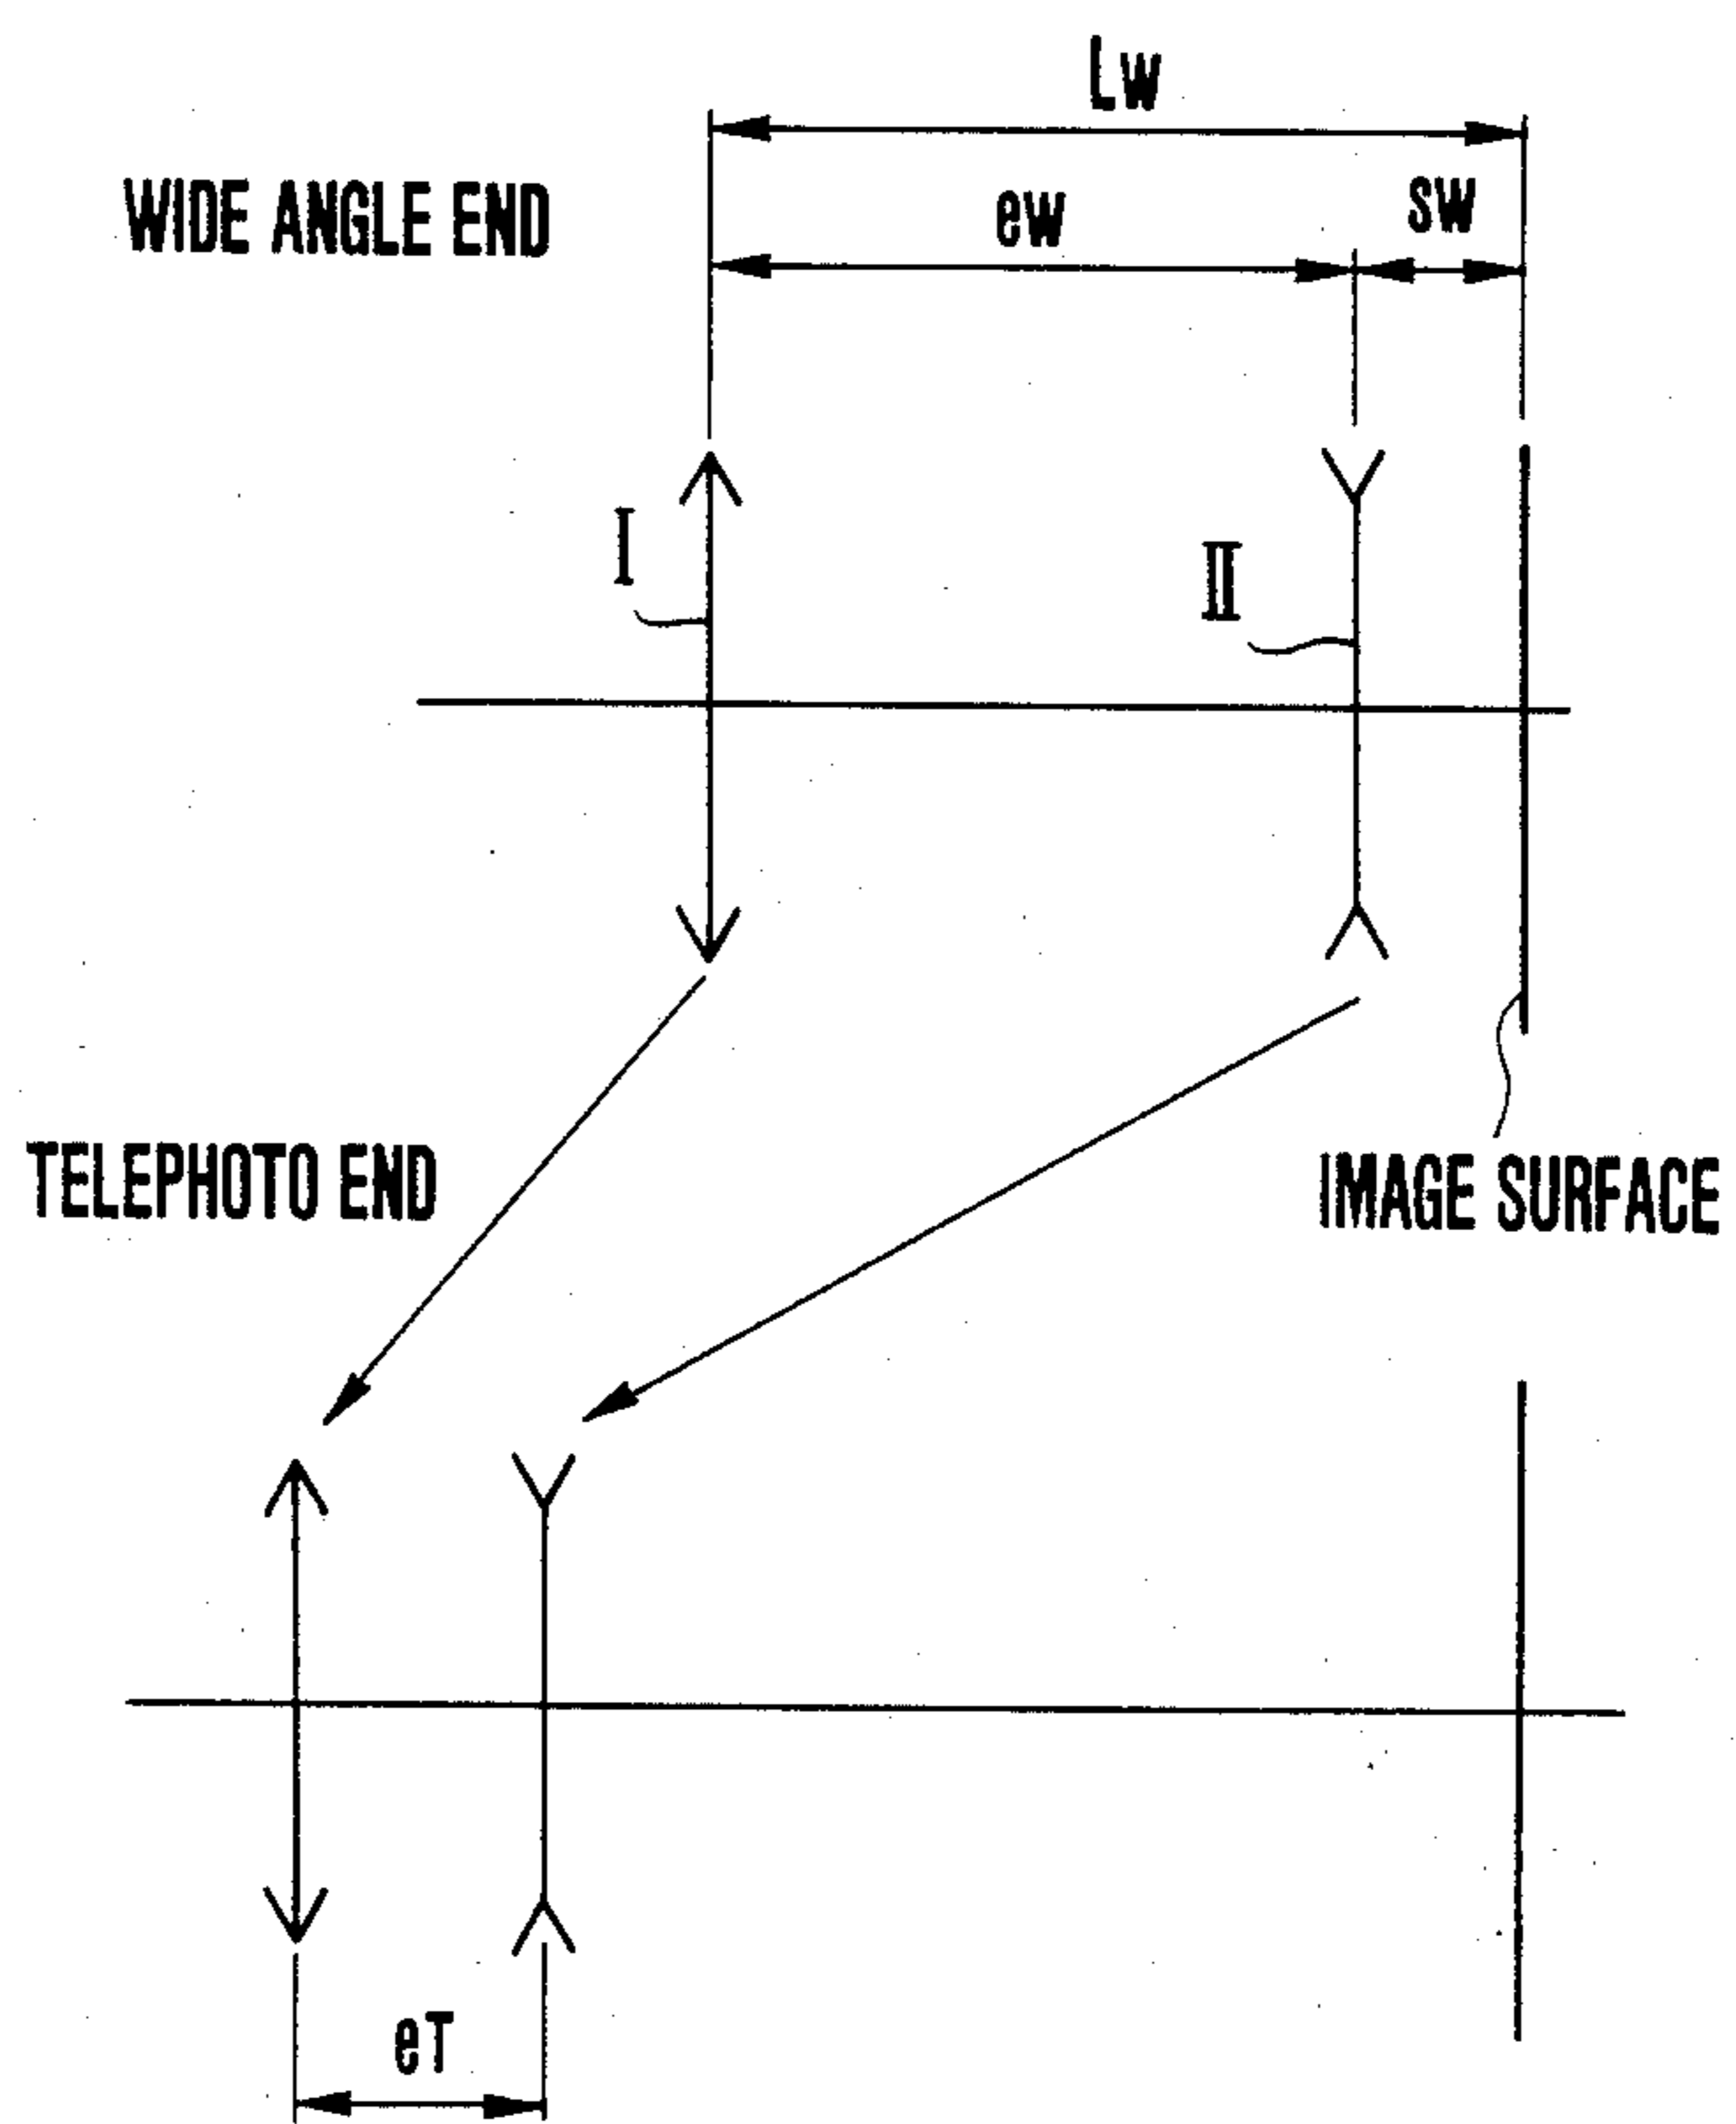 Lw
WIDE ANGLE END
ew
sw
I
II
TELEPHOTO END
IMAGE SURFACE
eT